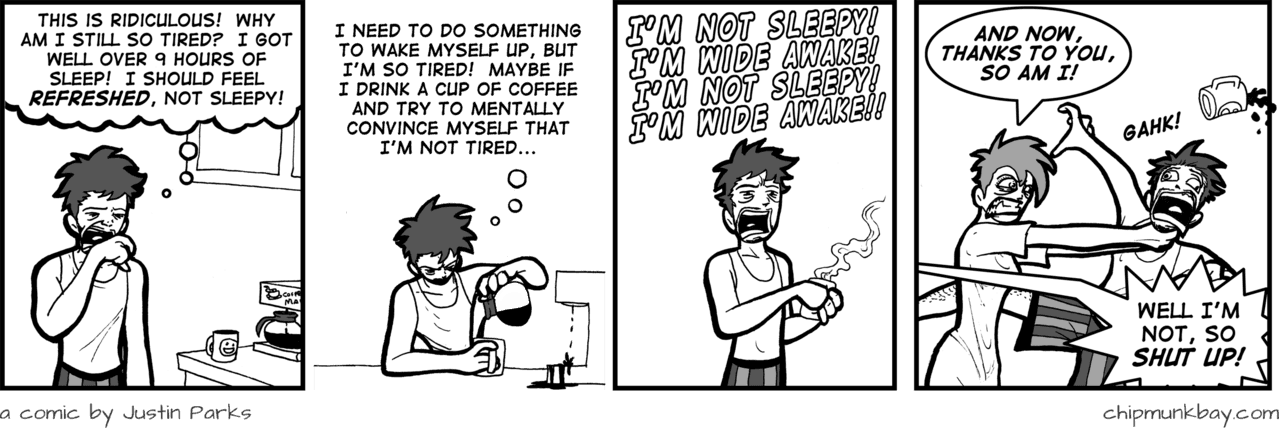 THIS IS RIDICULOUS! WHY
AM I STILL SO TIRED? I GOT
WELL OVER 9 HOURS OF
SLEEP! I SHOULD FEEL
REFRESHED, NOT SLEEPY!
I NEED TO DO SOMETHING
TO WAKE MYSELF UP, BUT
I'M SO TIRED! MAYBE IF
I DRINK A CUP OF COFFEE
AND TRY TO MENTALLY
CONVINCE MYSELF THAT
I'M NOT TIRED...
I'M NOT SLEEPY!
I'M WIDE AWAKE!
I'M NOT SLEEPY!
I'M WIDE AWAKE!!
AND NOW,
THANKS TO YOU,
SO AM I!
GAHK!
WELL I'M
NOT, SO
SHUT UP!
a comic by Justin Parks
chipmunkbay.com